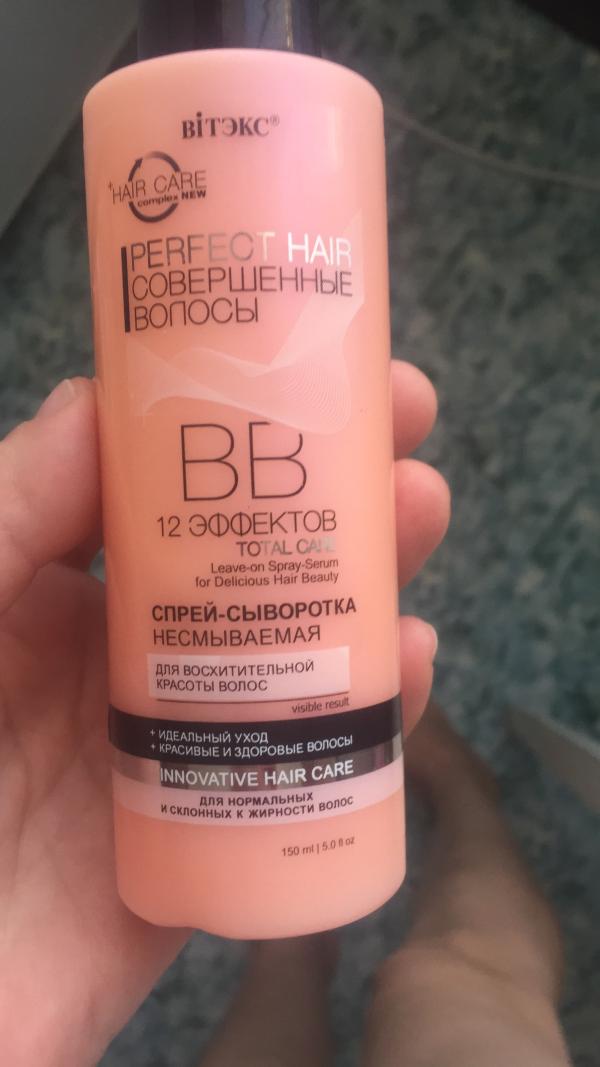 ВіТЭКС®
+HAIR CARE
complex NEW
PERFECT HAIR
СОВЕРШЕННЫЕ
ВОЛОСЫ
BB
12 ЭФФЕКТОВ
TOTAL CARE
Leave-on Spray-Serum
for Delicious Hair Beauty
СПРЕЙ-СЫВОРОТКА
НЕСМЫВАЕМАЯ
ДЛЯ ВОСХИТИТЕЛЬНОЙ
КРАСОТЫ ВОЛОС
visible result
+ ИДЕАЛЬНЫЙ УХОД
+ КРАСИВЫЕ И ЗДОРОВЫЕ ВОЛОСЫ
INNOVATIVE HAIR CARE
ДЛЯ НОРМАЛЬНЫХ
И СКЛОННЫХ К ЖИРНОСТИ ВОЛОС
150 ml | 5.0 fl oz